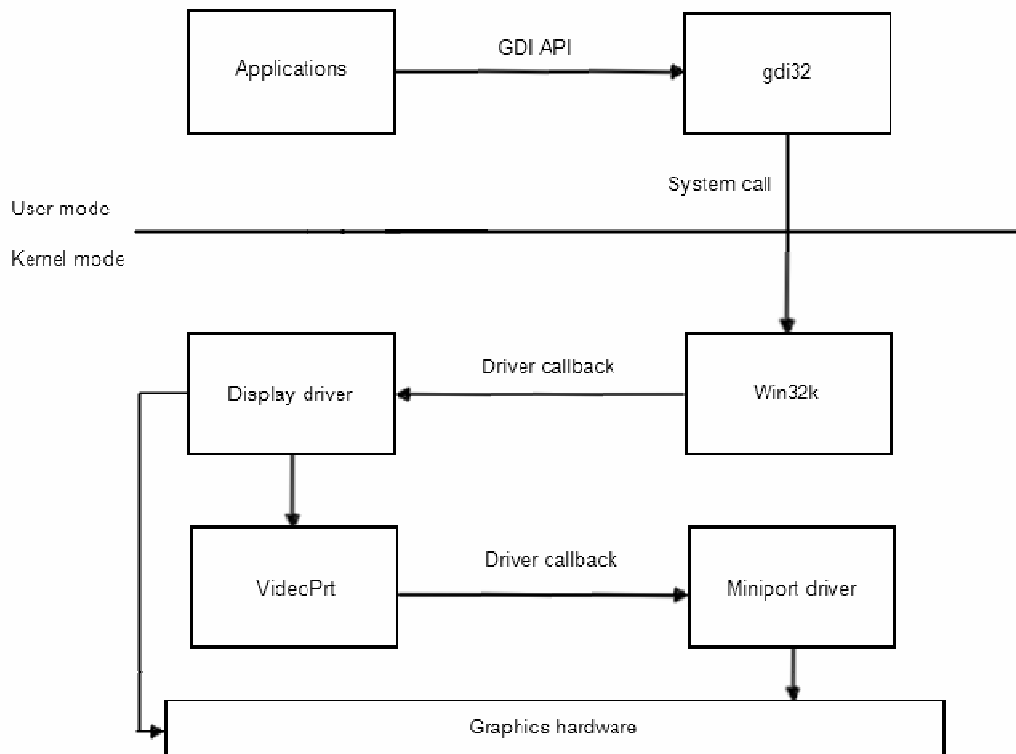 GDI API
Applications
gdi32
System call
User mode
Kernel mode
Driver callback
Display driver
Win32k
Driver callback
VideoPrt
Miniport driver
Graphics hardware